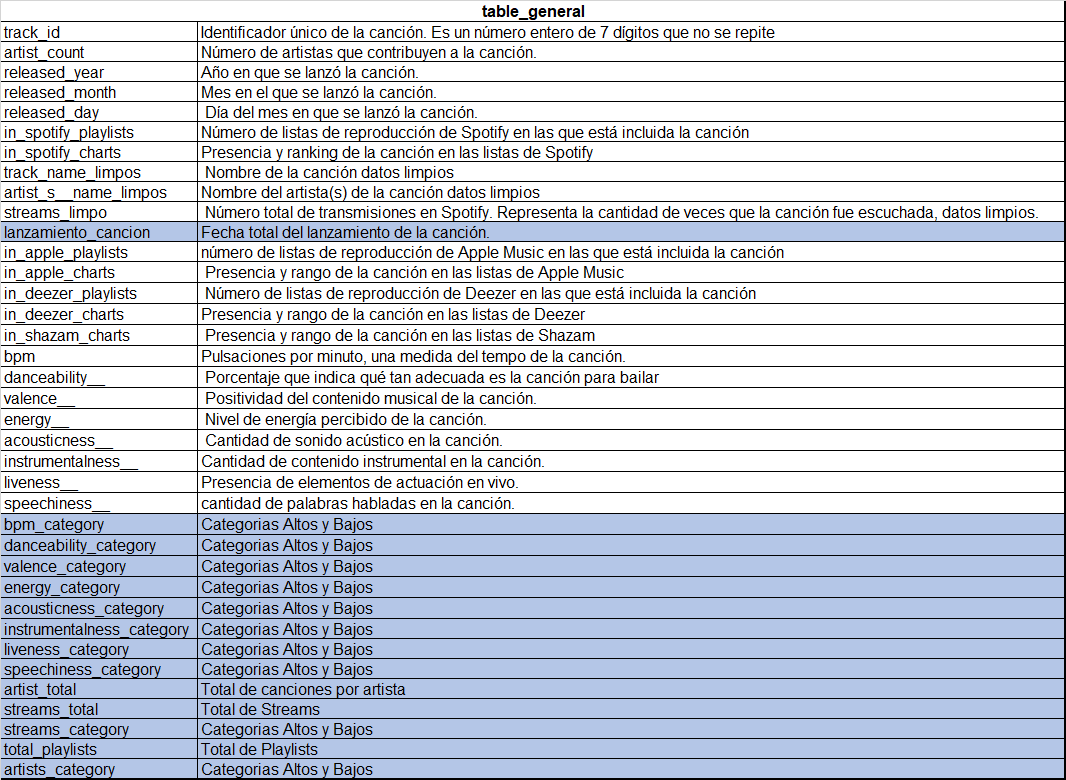 table_general
track_id Identificador único de la canción. Es un número entero de 7 dígitos que no se repite
artist_count Número de artistas que contribuyen a la canción.
released_year Año en que se lanzó la canción.
released_month Mes en el que se lanzó la canción.
released_day Día del mes en que se lanzó la canción.
in_spotify_playlists Número de listas de reproducción de Spotify en las que está incluida la canción
in_spotify_charts Presencia y ranking de la canción en las listas de Spotify
track_name_limpos Nombre de la canción datos limpios
artist_s__name_limpos Nombre del artista(s) de la canción datos limpios
streams_limpo Número total de transmisiones en Spotify. Representa la cantidad de veces que la canción fue escuchada, datos limpios.
lanzamiento_cancion Fecha total del lanzamiento de la canción.
in_apple_playlists número de listas de reproducción de Apple Music en las que está incluida la canción
in_apple_charts Presencia y rango de la canción en las listas de Apple Music
in_deezer_playlists Número de listas de reproducción de Deezer en las que está incluida la canción
in_deezer_charts Presencia y rango de la canción en las listas de Deezer
in_shazam_charts Presencia y rango de la canción en las listas de Shazam
bpm Pulsaciones por minuto, una medida del tempo de la canción.
danceability__ Porcentaje que indica qué tan adecuada es la canción para bailar
valence__ Positividad del contenido musical de la canción.
energy__ Nivel de energía percibido de la canción.
acousticness__ Cantidad de sonido acústico en la canción.
instrumentalness__ Cantidad de contenido instrumental en la canción.
liveness__ Presencia de elementos de actuación en vivo.
speechiness__ cantidad de palabras habladas en la canción.
bpm_category Categorias Altos y Bajos
danceability_category Categorias Altos y Bajos
valence_category Categorias Altos y Bajos
energy_category Categorias Altos y Bajos
acousticness_category Categorias Altos y Bajos
instrumentalness_category Categorias Altos y Bajos
liveness_category Categorias Altos y Bajos
speechiness_category Categorias Altos y Bajos
artist_total Total de canciones por artista
streams_total Total de Streams
streams_category Categorias Altos y Bajos
total_playlists Total de Playlists
artists_category Categorias Altos y Bajos